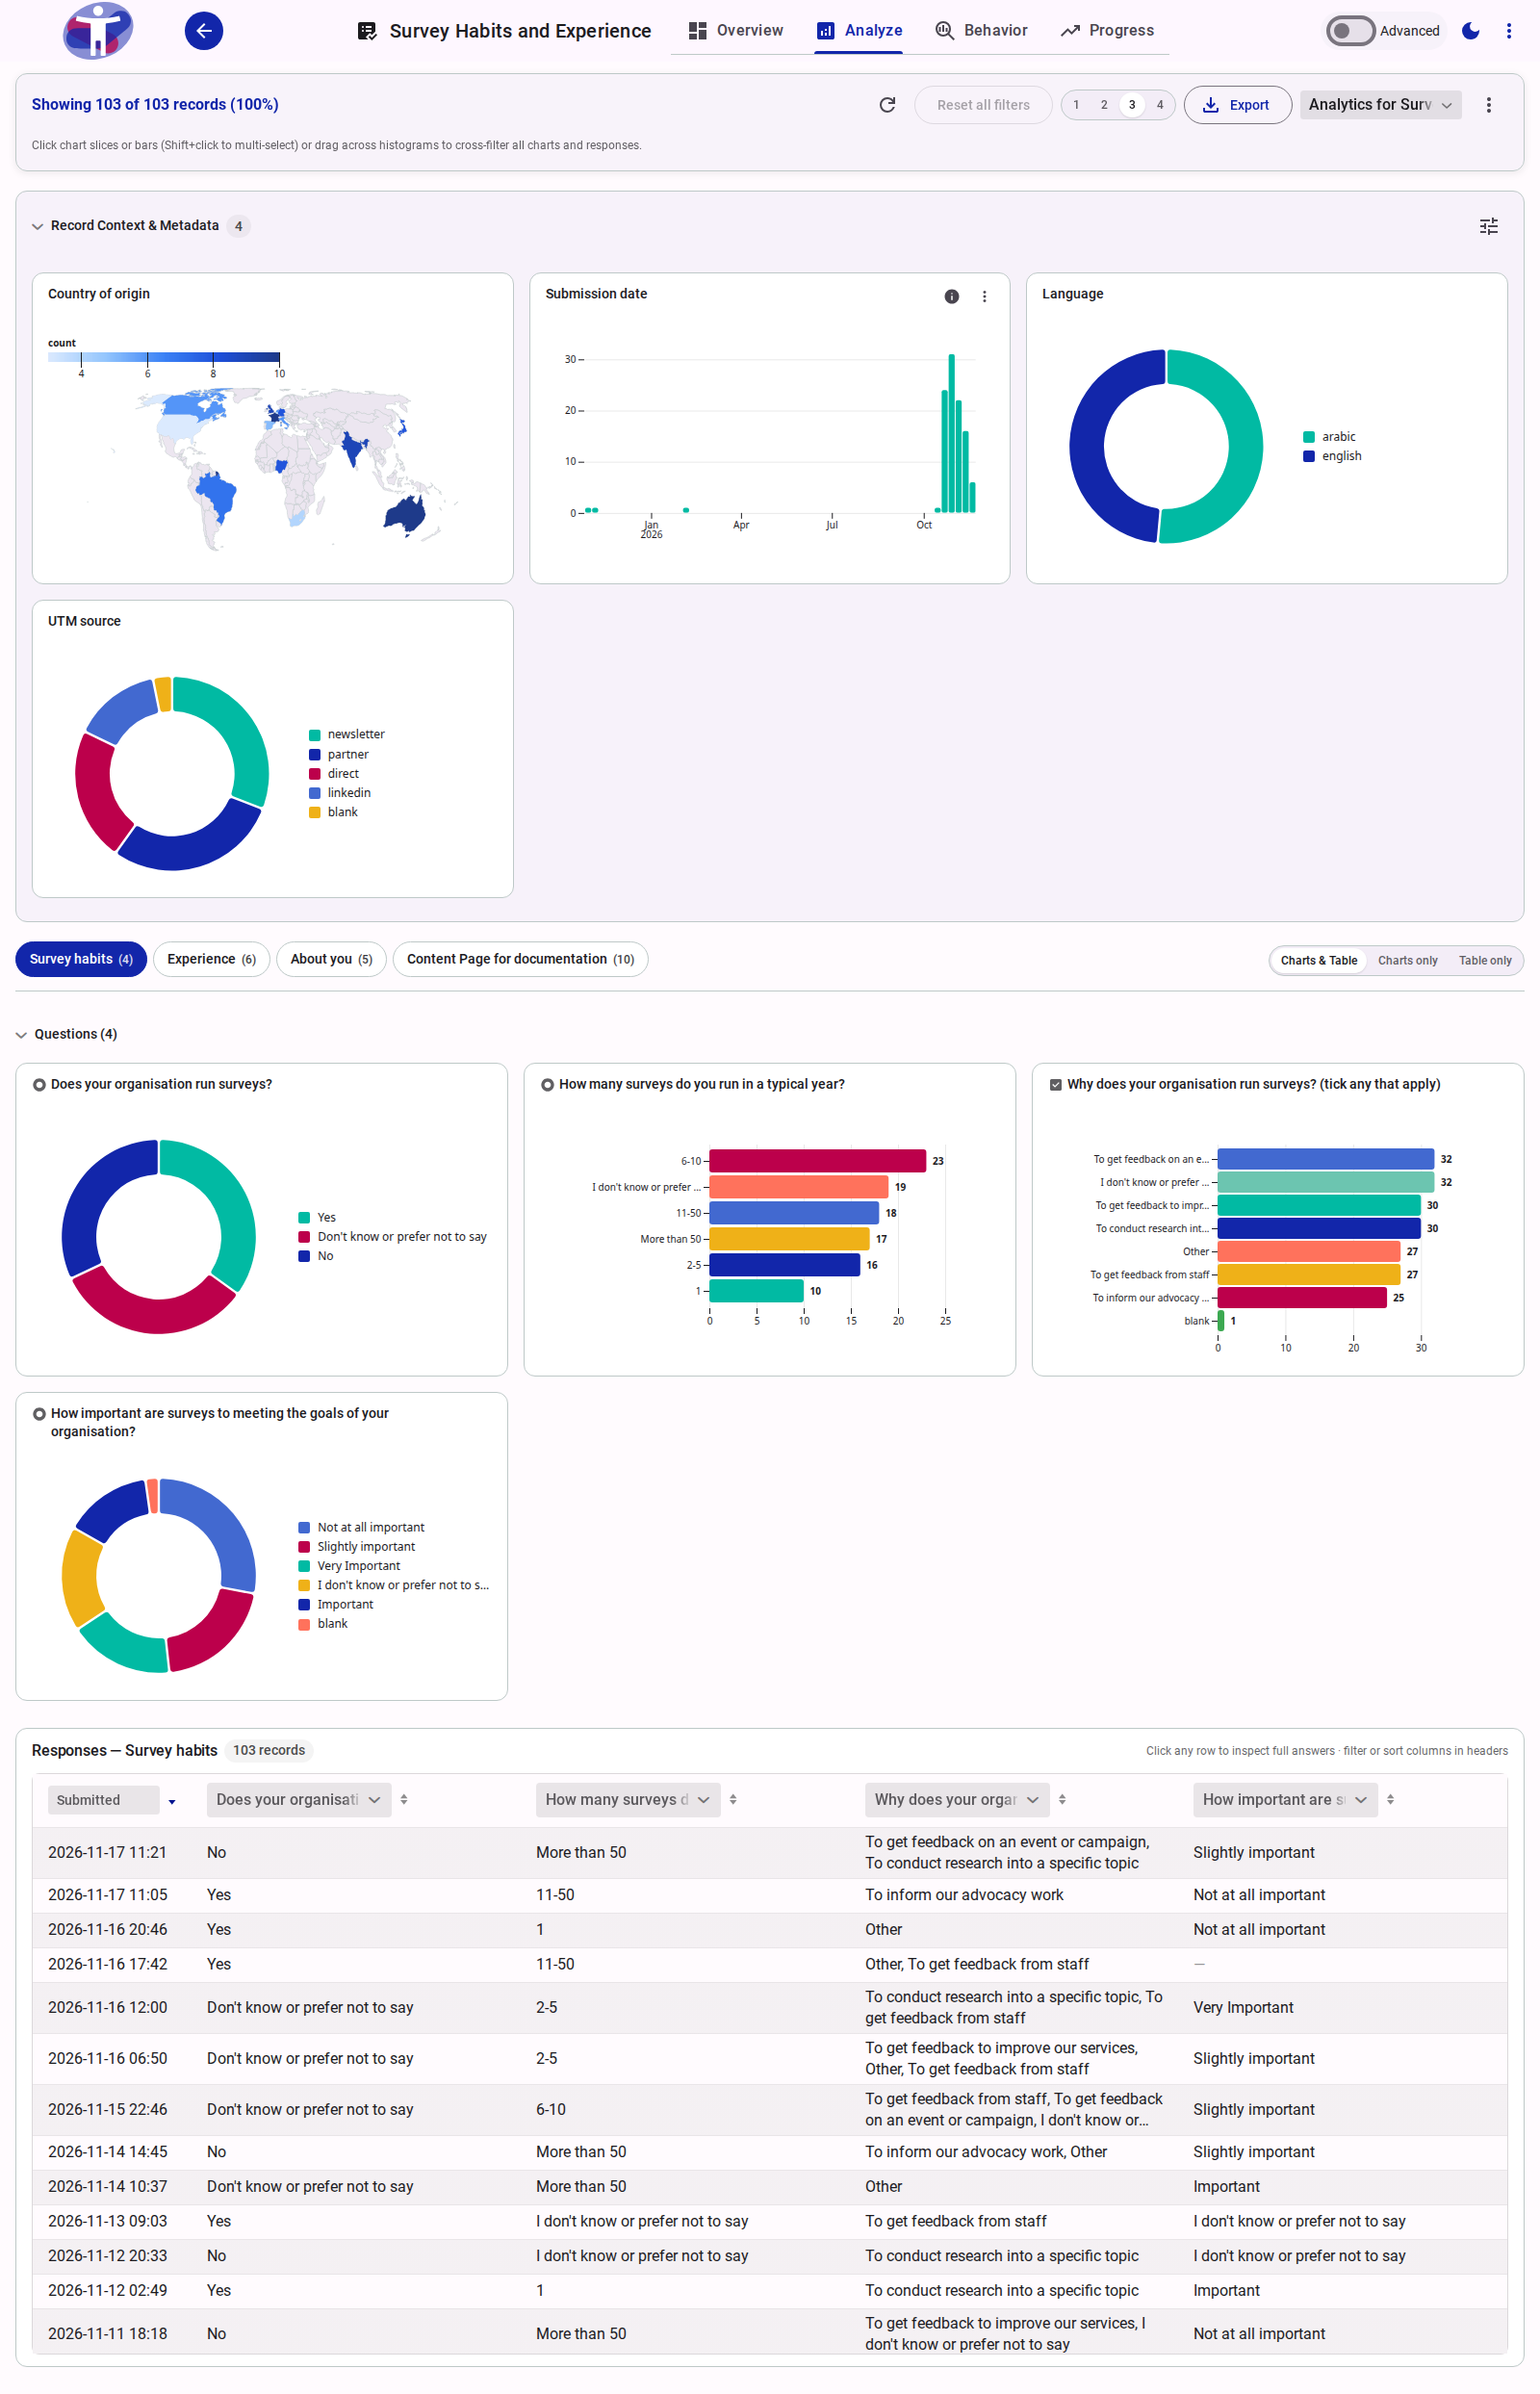 Survey Habits and Experience
Overview
Analyze
Behavior
Progress
Advanced
Showing 103 of 103 records (100%)
Reset all filters
1 2 3 4
Export
Analytics for Surv
Click chart slices or bars (Shift+click to multi-select) or drag across histograms to cross-filter all charts and responses.
Record Context & Metadata 4
Country of origin
count
4 6 8 10
Submission date
30
20
10
0
Jan Apr Jul Oct
2026
Language
arabic
english
UTM source
newsletter
partner
direct
linkedin
blank
Survey habits (4)
Experience (6)
About you (5)
Content Page for documentation (10)
Charts & Table
Charts only
Table only
Questions (4)
Does your organisation run surveys?
Yes
Don't know or prefer not to say
No
How many surveys do you run in a typical year?
6-10 23
I don't know or prefer ... 19
11-50 18
More than 50 17
2-5 16
1 10
0 5 10 15 20 25
Why does your organisation run surveys? (tick any that apply)
To get feedback on an e... 32
I don't know or prefer ... 32
To get feedback to impr... 30
To conduct research int... 30
Other 27
To get feedback from staff 27
To inform our advocacy ... 25
blank 1
0 10 20 30
How important are surveys to meeting the goals of your
organisation?
Not at all important
Slightly important
Very Important
I don't know or prefer not to s...
Important
blank
Responses — Survey habits 103 records
Click any row to inspect full answers · filter or sort columns in headers
Submitted
Does your organisati
How many surveys d
Why does your organ
How important are s
2026-11-17 11:21 No More than 50 To get feedback on an event or campaign, Slightly important
To conduct research into a specific topic
2026-11-17 11:05 Yes 11-50 To inform our advocacy work Not at all important
2026-11-16 20:46 Yes 1 Other Not at all important
2026-11-16 17:42 Yes 11-50 Other, To get feedback from staff —
2026-11-16 12:00 Don't know or prefer not to say 2-5 To conduct research into a specific topic, To Very Important
get feedback from staff
2026-11-16 06:50 Don't know or prefer not to say 2-5 To get feedback to improve our services, Slightly important
Other, To get feedback from staff
2026-11-15 22:46 Don't know or prefer not to say 6-10 To get feedback from staff, To get feedback Slightly important
on an event or campaign, I don't know or...
2026-11-14 14:45 No More than 50 To inform our advocacy work, Other Slightly important
2026-11-14 10:37 Don't know or prefer not to say More than 50 Other Important
2026-11-13 09:03 Yes I don't know or prefer not to say To get feedback from staff I don't know or prefer not to say
2026-11-12 20:33 No I don't know or prefer not to say To conduct research into a specific topic I don't know or prefer not to say
2026-11-12 02:49 Yes 1 To conduct research into a specific topic Important
2026-11-11 18:18 No More than 50 To get feedback to improve our services, I Not at all important
don't know or prefer not to say